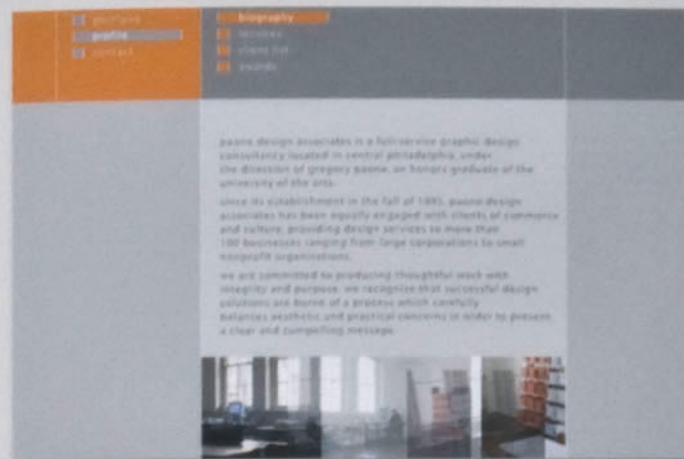 portfolio
profile
contact
biography
services
client list
awards
paone design associates is a full-service graphic design
consultancy located in central philadelphia, under
the direction of gregory paone, an honors graduate of the
university of the arts.
since its establishment in the fall of 1985, paone design
associates has been equally engaged with clients of commerce
and culture, providing design services to more than
100 businesses ranging from large corporations to small
nonprofit organizations.
we are committed to producing thoughtful work with
integrity and purpose. we recognize that successful design
solutions are borne of a process which carefully
balances aesthetic and practical concerns in order to present
a clear and compelling message.